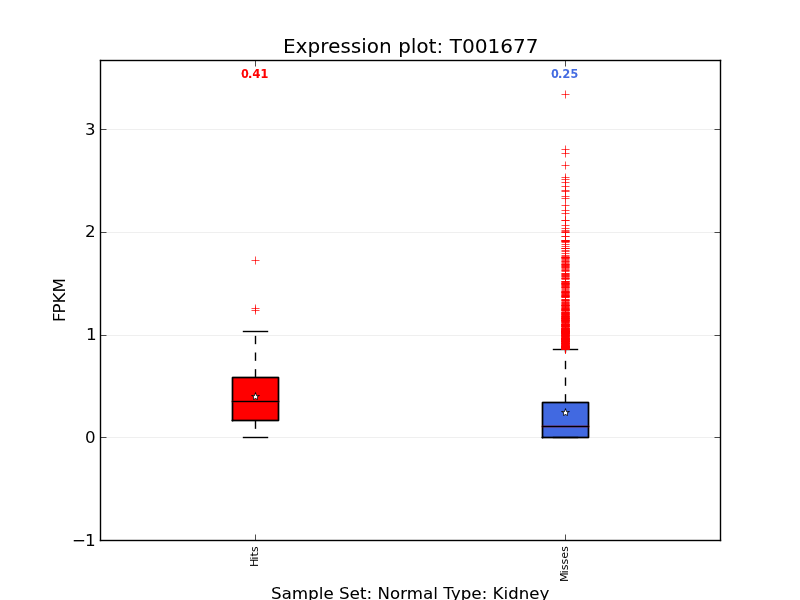 Expression plot: T001677
0.41
0.25
3
2
1
0
−1
FPKM
Hits
Misses
Sample Set: Normal Type: Kidney